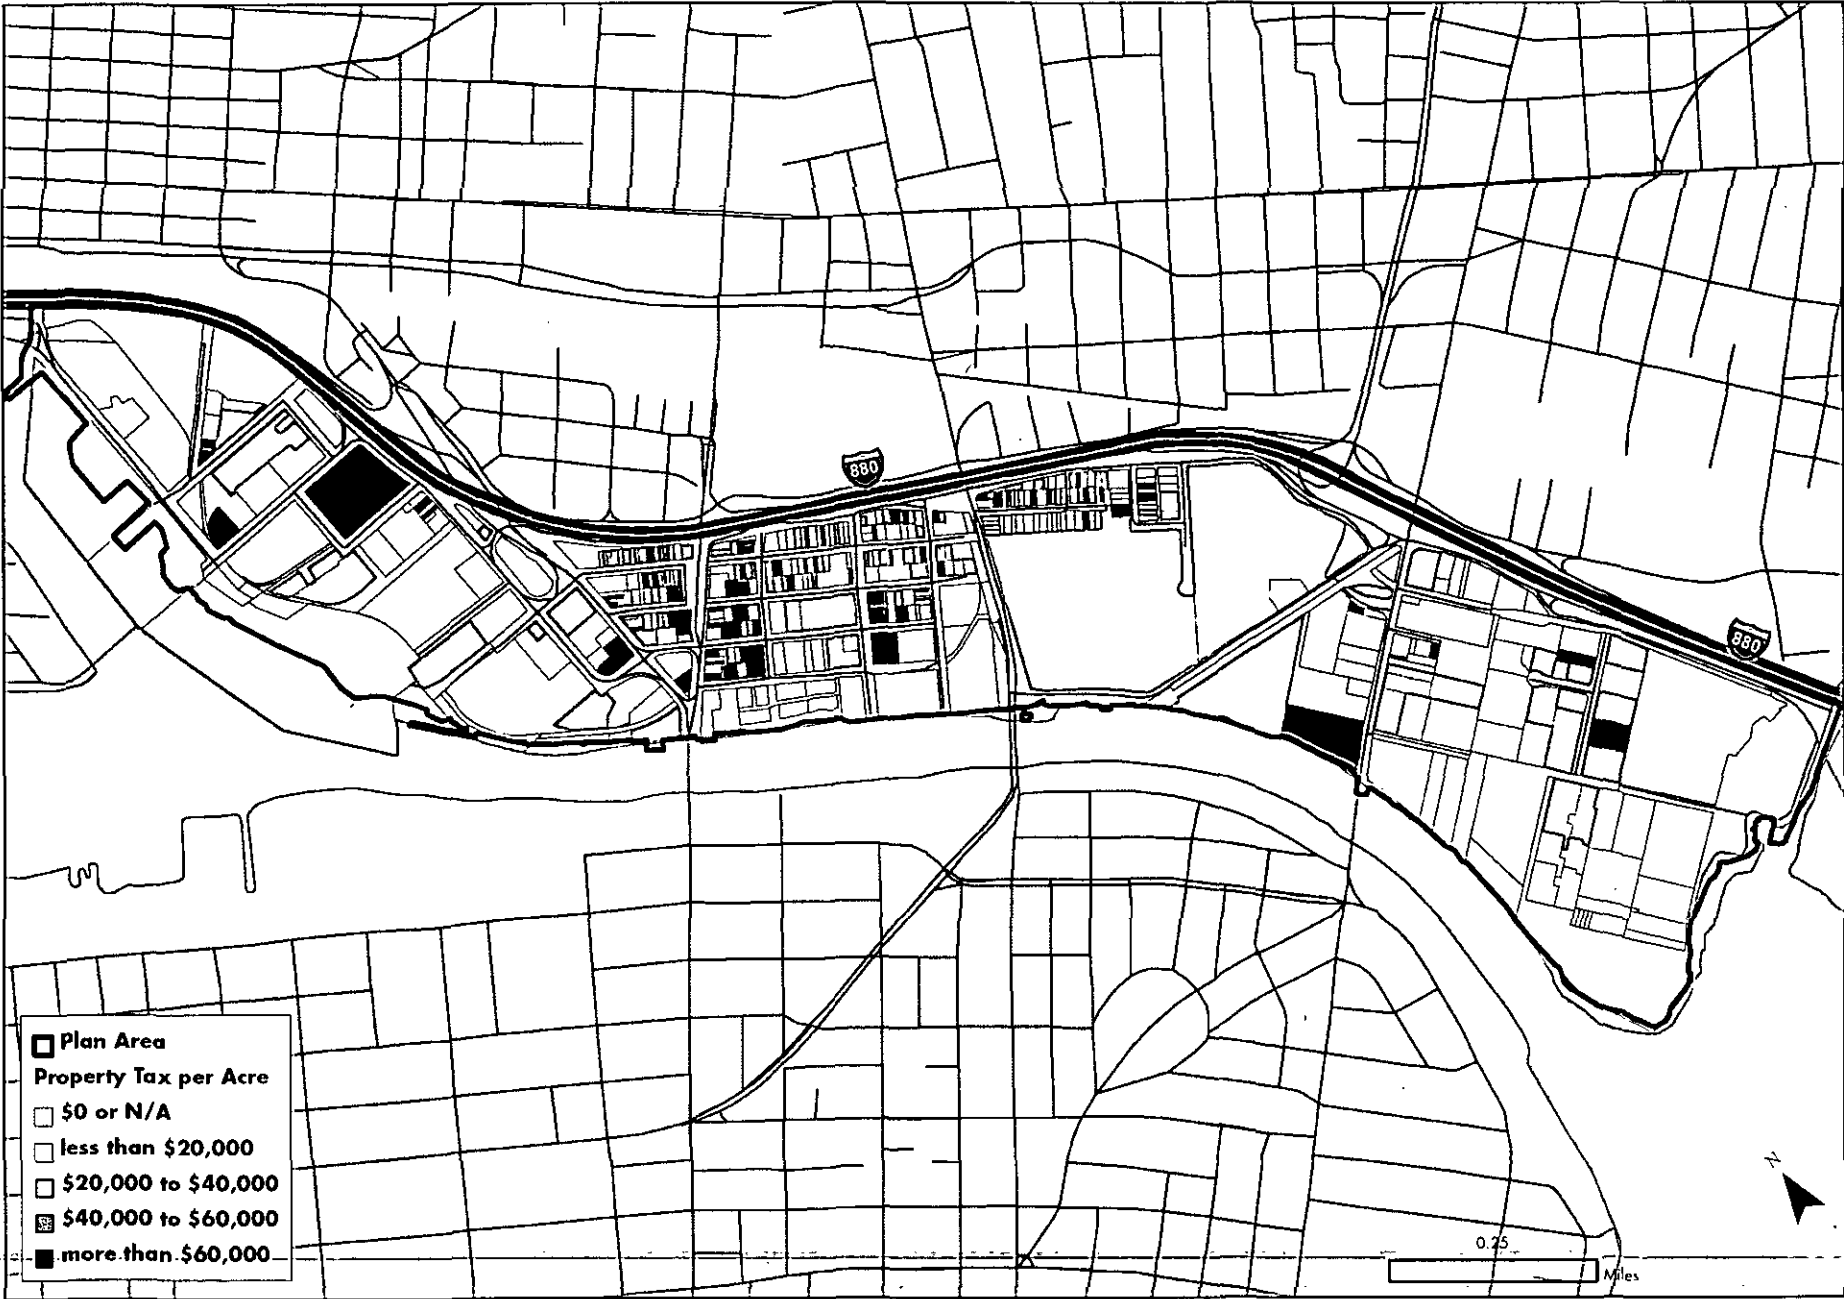 880
880
Plan Area
Property Tax per Acre
$0 or N/A
less than $20,000
$20,000 to $40,000
$40,000 to $60,000
more than $60,000
N
0.25
Miles